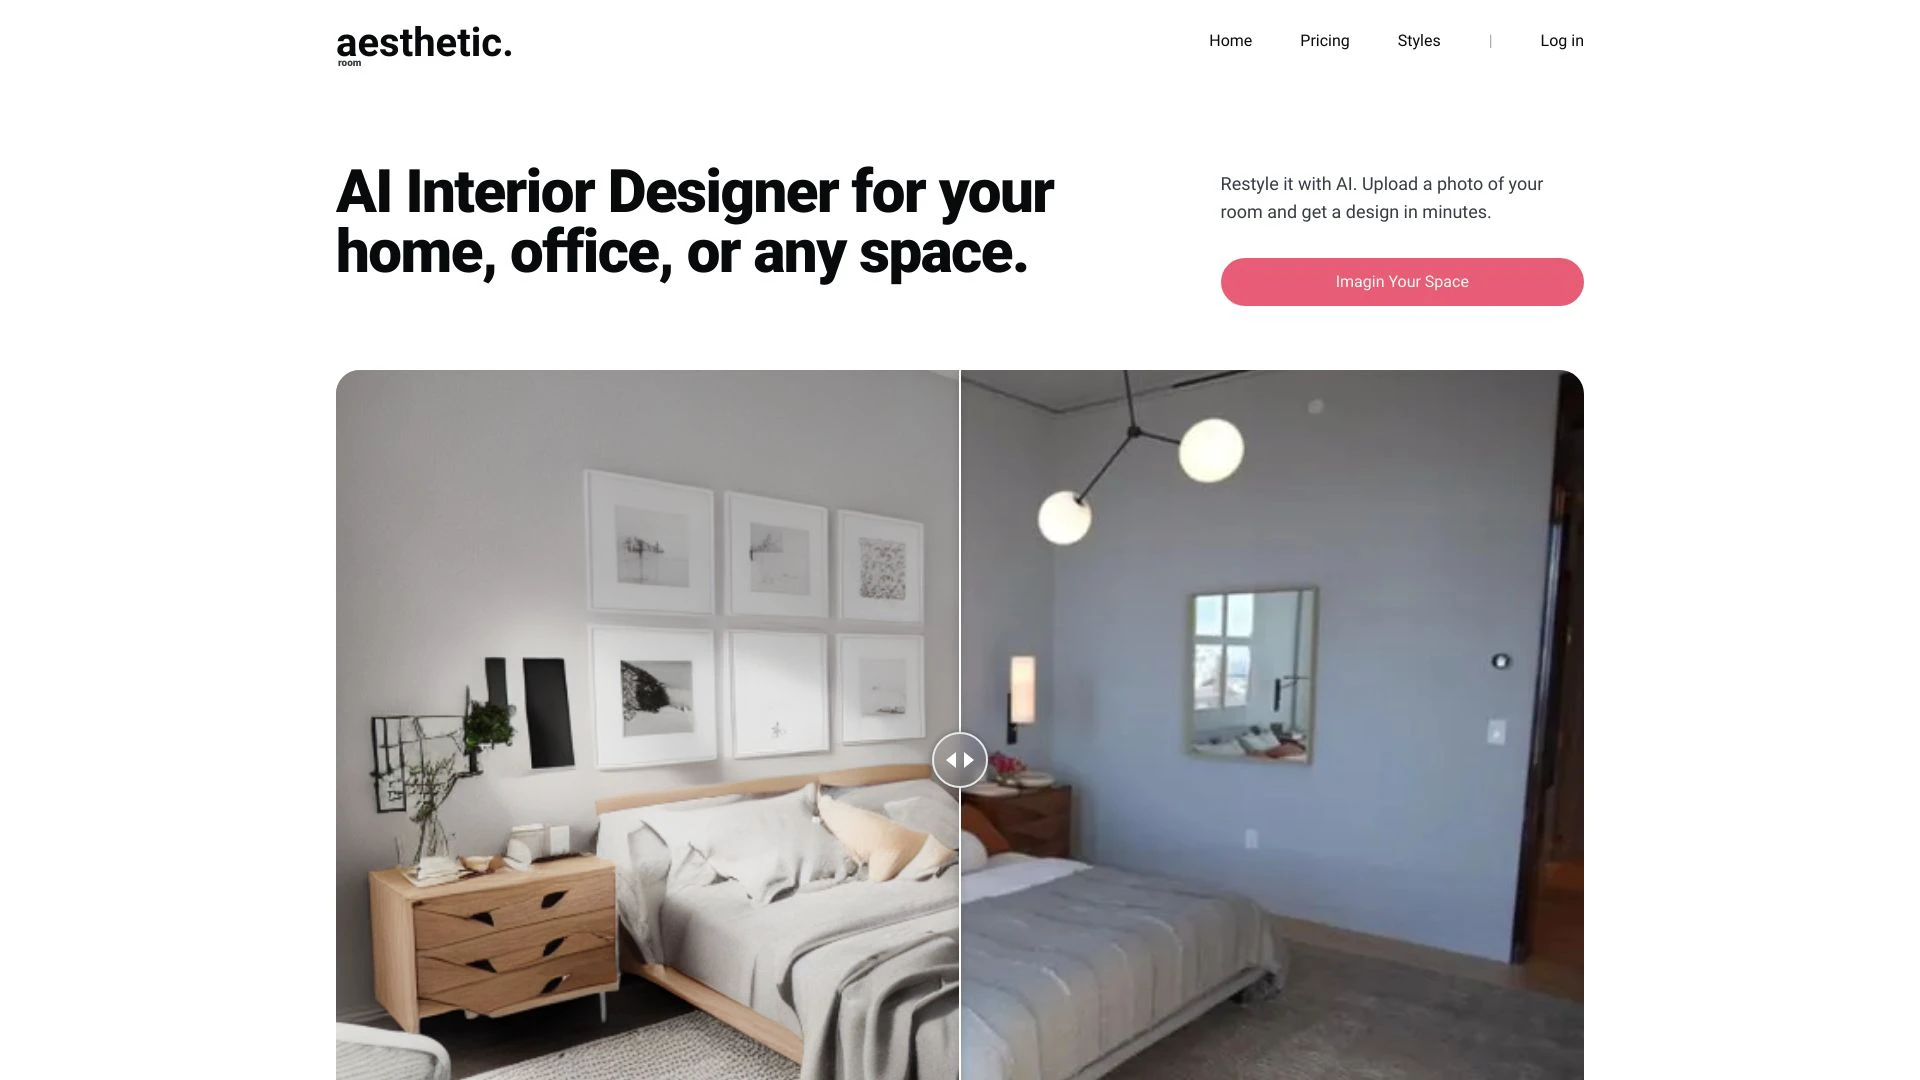 aesthetic.
room
Home
Pricing
Styles
|
Log in
AI Interior Designer for your
home, office, or any space.
Restyle it with AI. Upload a photo of your
room and get a design in minutes.
Imagin Your Space